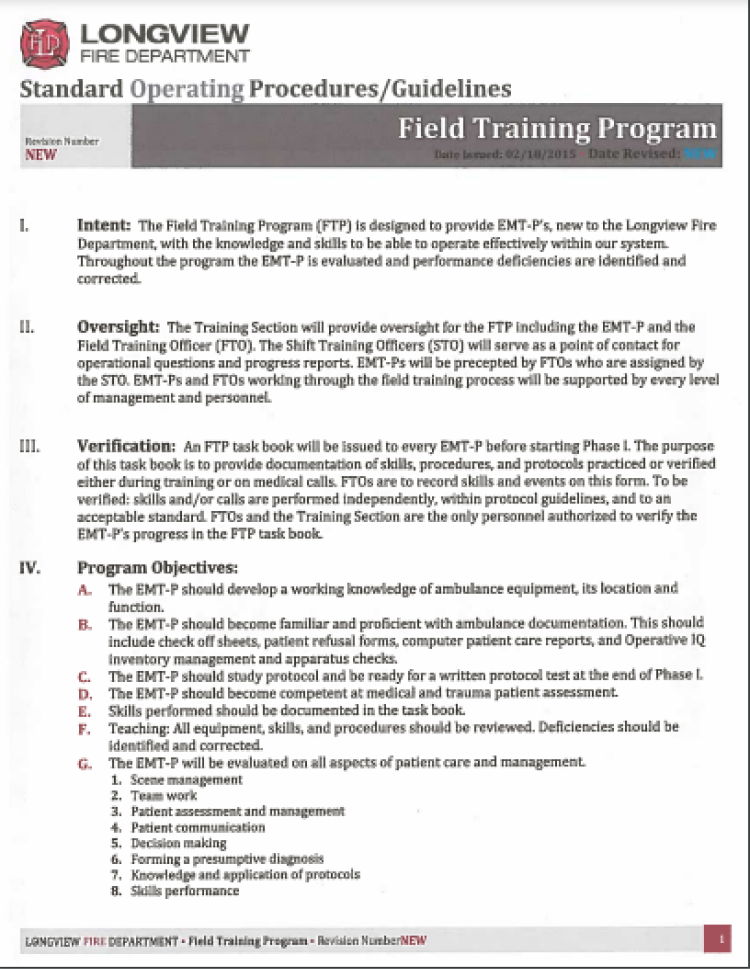 LONGVIEW
FIRE DEPARTMENT
Standard Operating Procedures/Guidelines
Revision Number
NEW
Field Training Program
Date Issued: 02/18/2015 Date Revised: NEW
I. Intent: The Field Training Program (FTP) is designed to provide EMT-P's, new to the Longview Fire
Department, with the knowledge and skills to be able to operate effectively within our system.
Throughout the program the EMT-P is evaluated and performance deficiencies are identified and
corrected.
II. Oversight: The Training Section will provide oversight for the FTP including the EMT-P and the
Field Training Officer (FTO). The Shift Training Officers (STO) will serve as a point of contact for
operational questions and progress reports. EMT-Ps will be precepted by FTOs who are assigned by
the STO. EMT-Ps and FTOs working through the field training process will be supported by every level
of management and personnel.
III. Verification: An FTP task book will be issued to every EMT-P before starting Phase I. The purpose
of this task book is to provide documentation of skills, procedures, and protocols practiced or verified
either during training or on medical calls. FTOs are to record skills and events on this form. To be
verified: skills and/or calls are performed independently, within protocol guidelines, and to an
acceptable standard. FTOs and the Training Section are the only personnel authorized to verify the
EMT-P's progress in the FTP task book.
IV. Program Objectives:
A. The EMT-P should develop a working knowledge of ambulance equipment, its location and
function.
B. The EMT-P should become familiar and proficient with ambulance documentation. This should
include check off sheets, patient refusal forms, computer patient care reports, and Operative IQ
inventory management and apparatus checks.
C. The EMT-P should study protocol and be ready for a written protocol test at the end of Phase I.
D. The EMT-P should become competent at medical and trauma patient assessment.
E. Skills performed should be documented in the task book.
F. Teaching: All equipment, skills, and procedures should be reviewed. Deficiencies should be
identified and corrected.
G. The EMT-P will be evaluated on all aspects of patient care and management.
1. Scene management
2. Team work
3. Patient assessment and management
4. Patient communication
5. Decision making
6. Forming a presumptive diagnosis
7. Knowledge and application of protocols
8. Skills performance
LONGVIEW FIRE DEPARTMENT • Field Training Program • Revision NumberNEW 1